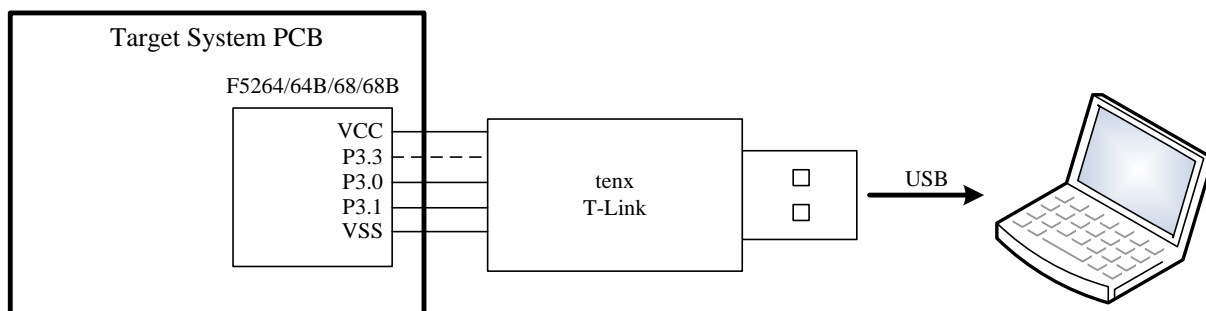 Target System PCB
F5264/64B/68/68B
VCC
P3.3
P3.0
P3.1
VSS
tenx
T-Link
USB